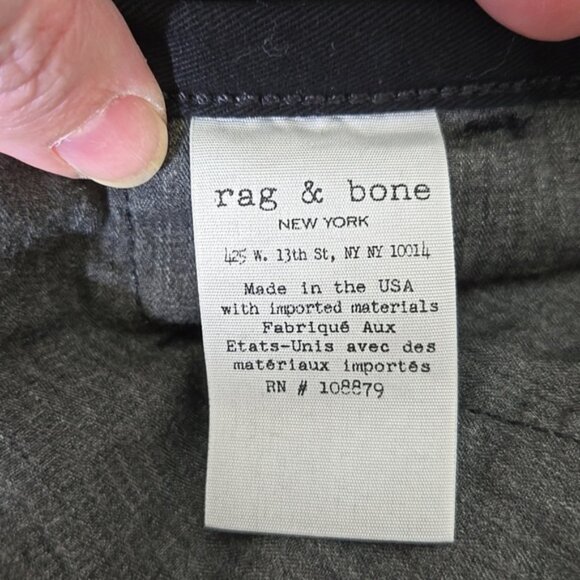 rag & bone
NEW YORK
425 W. 13th St, NY NY 10014
Made in the USA
with imported materials
Fabriqué Aux
Etats-Unis avec des
matériaux importés
RN # 108879